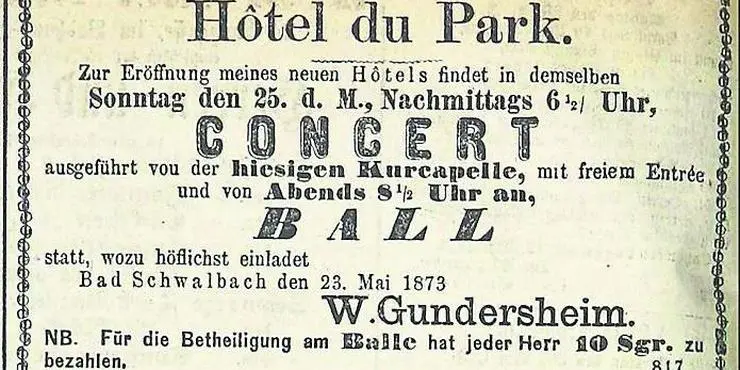 Hôtel du Park.
Zur Eröffnung meines neuen Hôtels findet in demselben
Sonntag den 25. d. M., Nachmittags 6 1/2/ Uhr,
CONCERT
ausgeführt vou der hiesigen Kurcapelle, mit freiem Entrée
und von Abends 8 1/2 Uhr an,
BALL
statt, wozu höflichst einladet
Bad Schwalbach den 23. Mai 1873
W. Gundersheim.
NB. Für die Betheiligung am Balle hat jeder Herr 10 Sgr. zu
bezahlen. 817